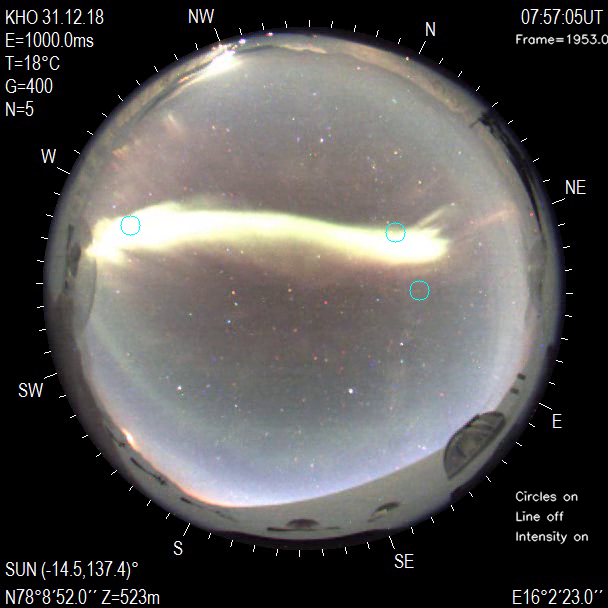 KHO 31.12.18
E=1000.0ms
T=18°C
G=400
N=5
07:57:05UT
Frame=1953.0
NW
N
W
NE
SW
E
S
SE
Circles on
Line off
Intensity on
SUN (-14.5,137.4)°
N78°8'52.0'' Z=523m
E16°2'23.0''